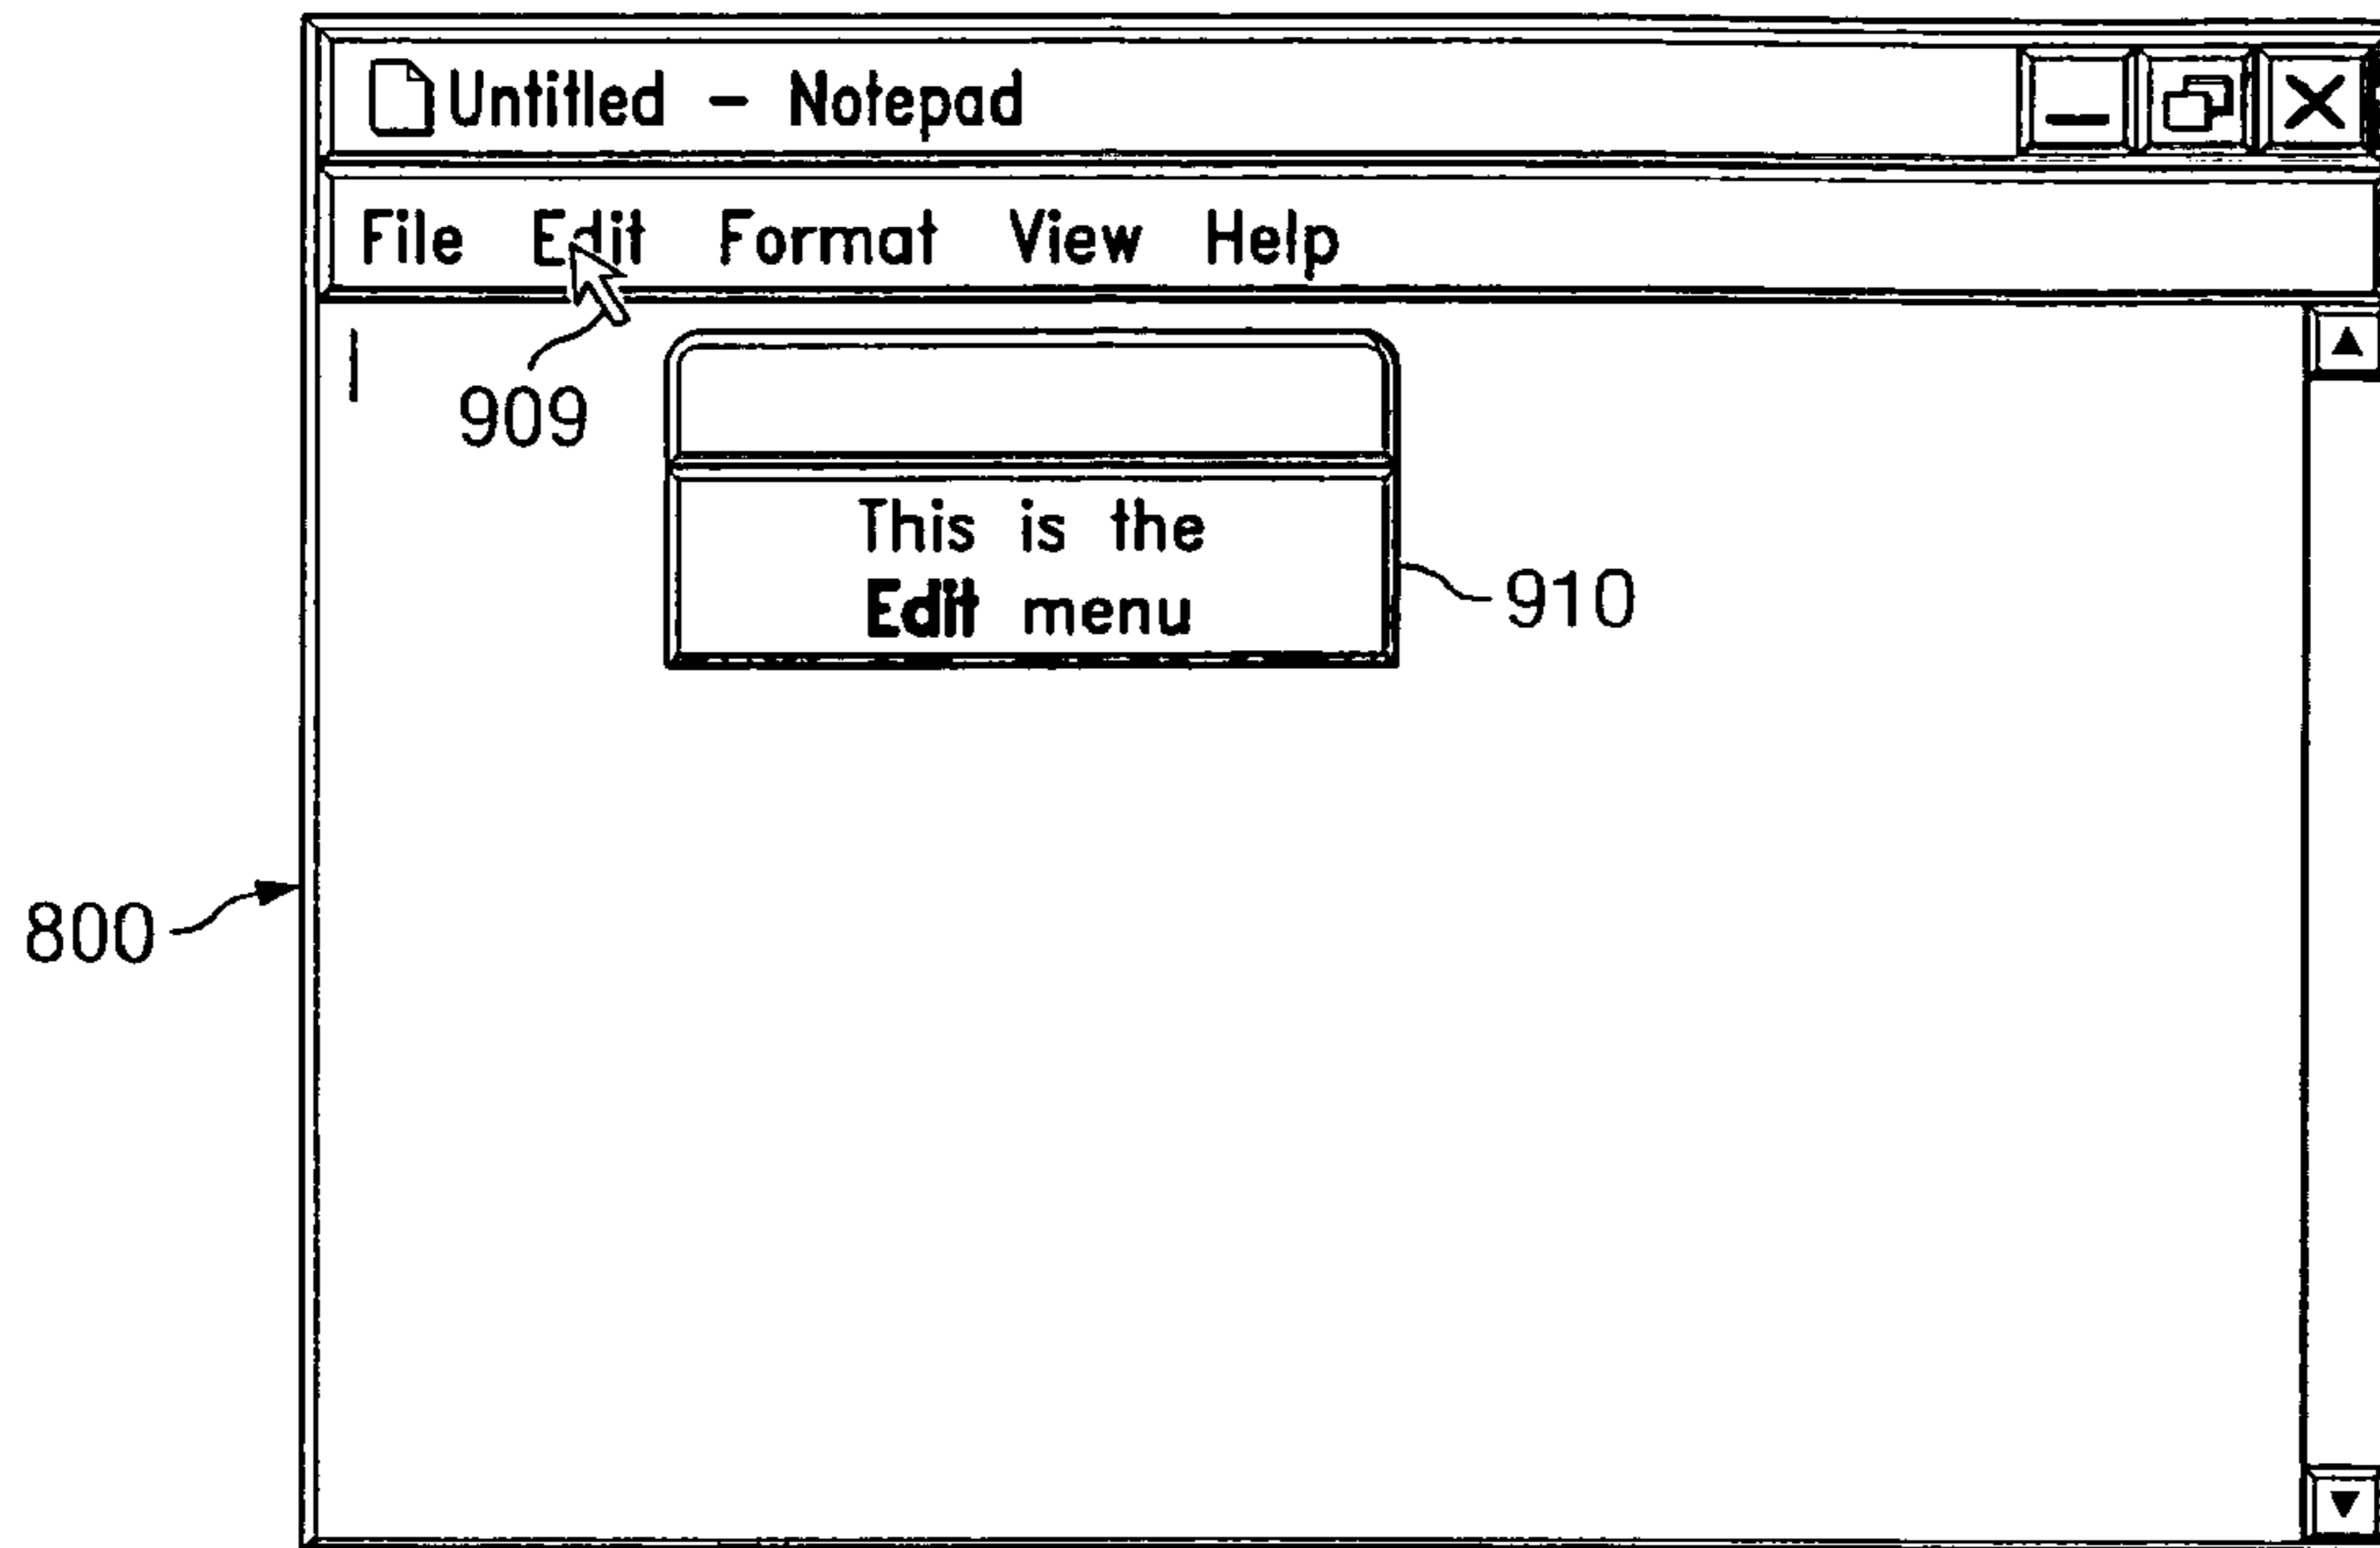 Untitled - Notepad
File Edit Format View Help
909
This is the
Edit menu
910
800